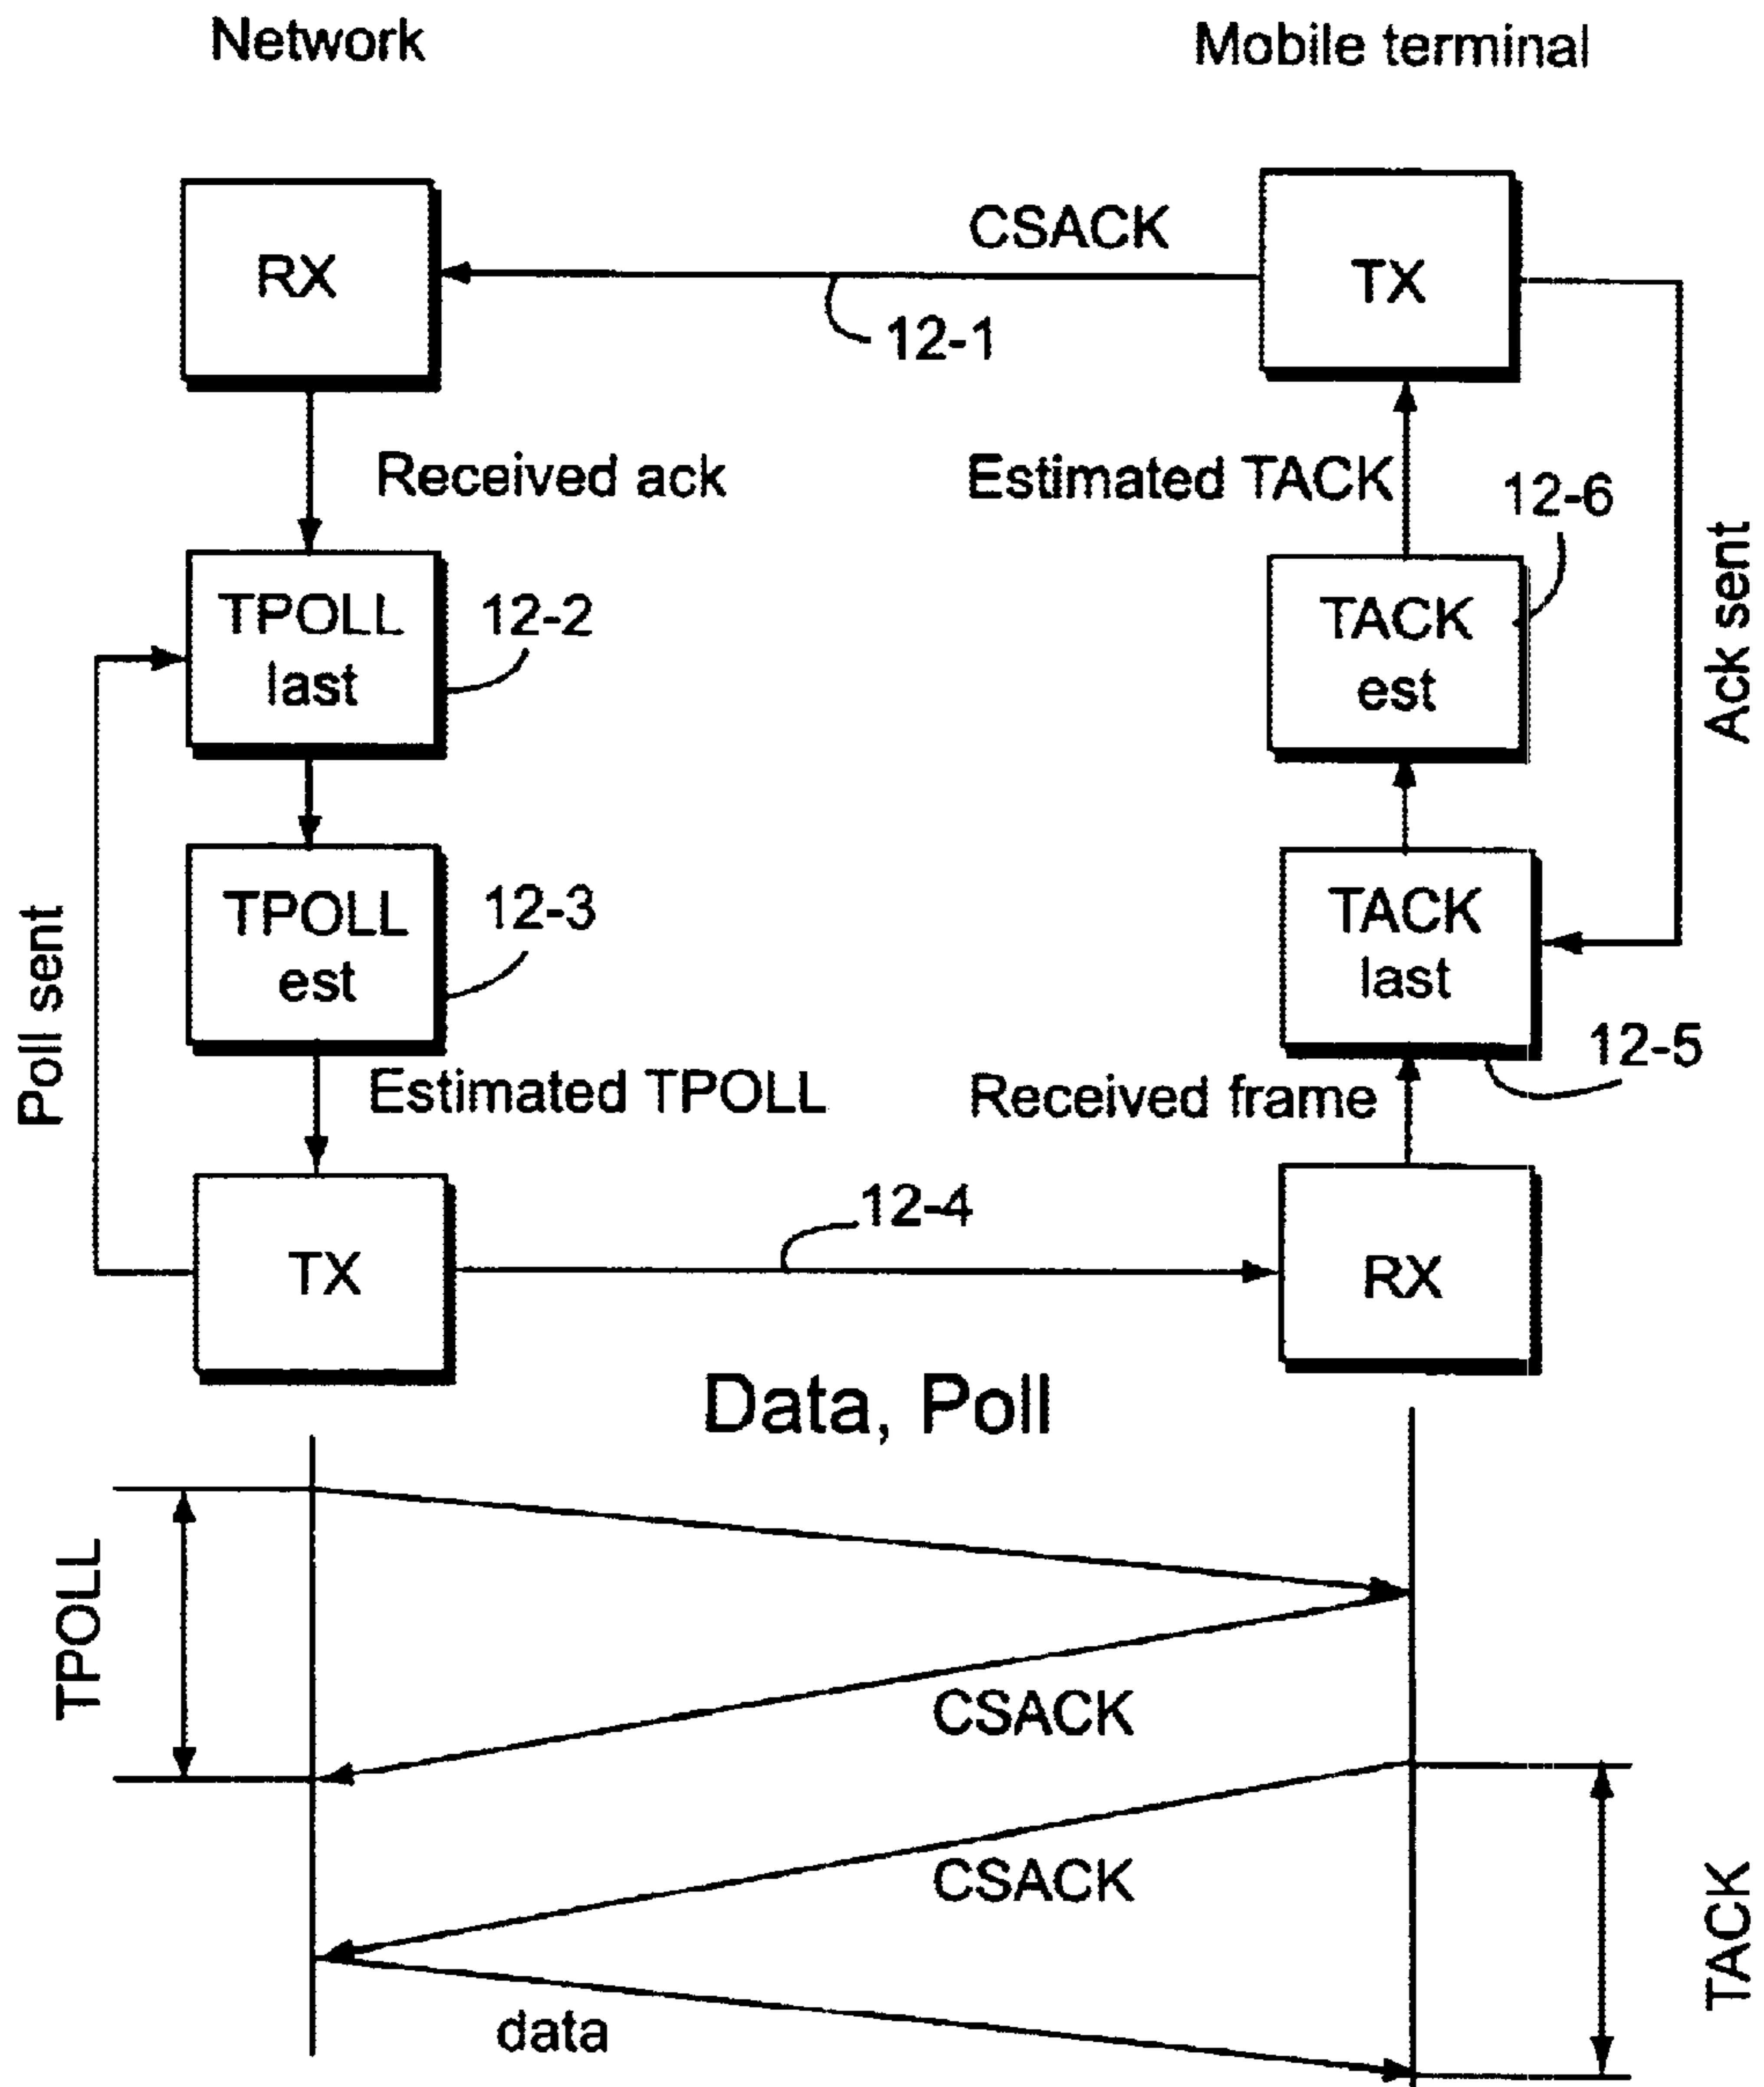 Network
Mobile terminal
RX
CSACK
TX
12-1
Received ack
Estimated TACK
12-6
TPOLL
last
12-2
TACK
est
Ack sent
TPOLL
est
12-3
TACK
last
Poll sent
12-5
Estimated TPOLL
Received frame
TX
12-4
RX
Data, Poll
TPOLL
CSACK
CSACK
TACK
data